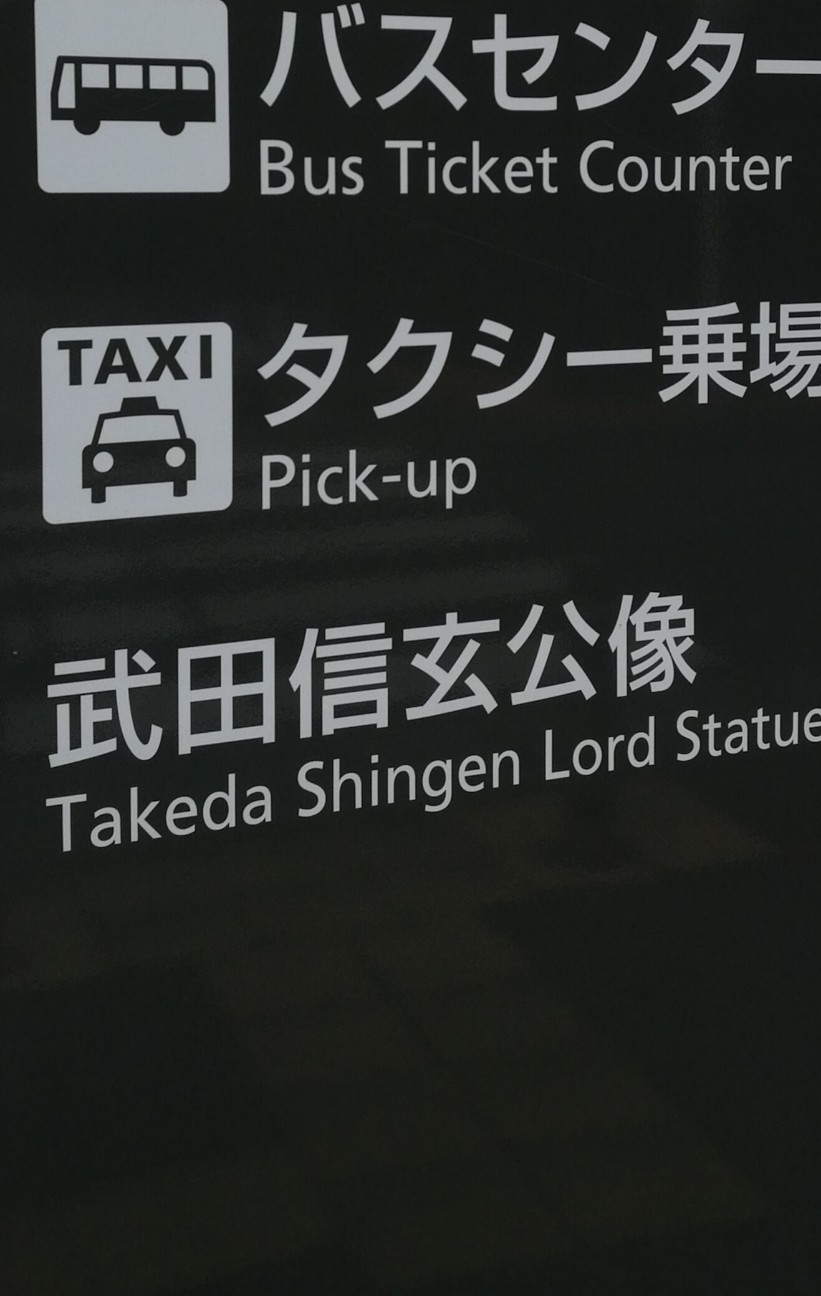 バスセンター
Bus Ticket Counter
TAXI
タクシー乗場
Pick-up
武田信玄公像
Takeda Shingen Lord Statue